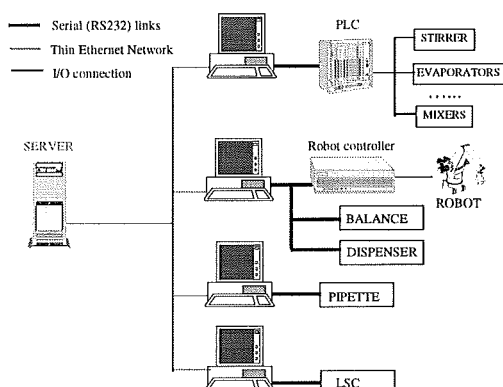 Serial (RS232) links
Thin Ethernet Network
I/O connection
PLC
STIRRER
EVAPORATORS
......
MIXERS
SERVER
Robot controller
ROBOT
BALANCE
DISPENSER
PIPETTE
LSC